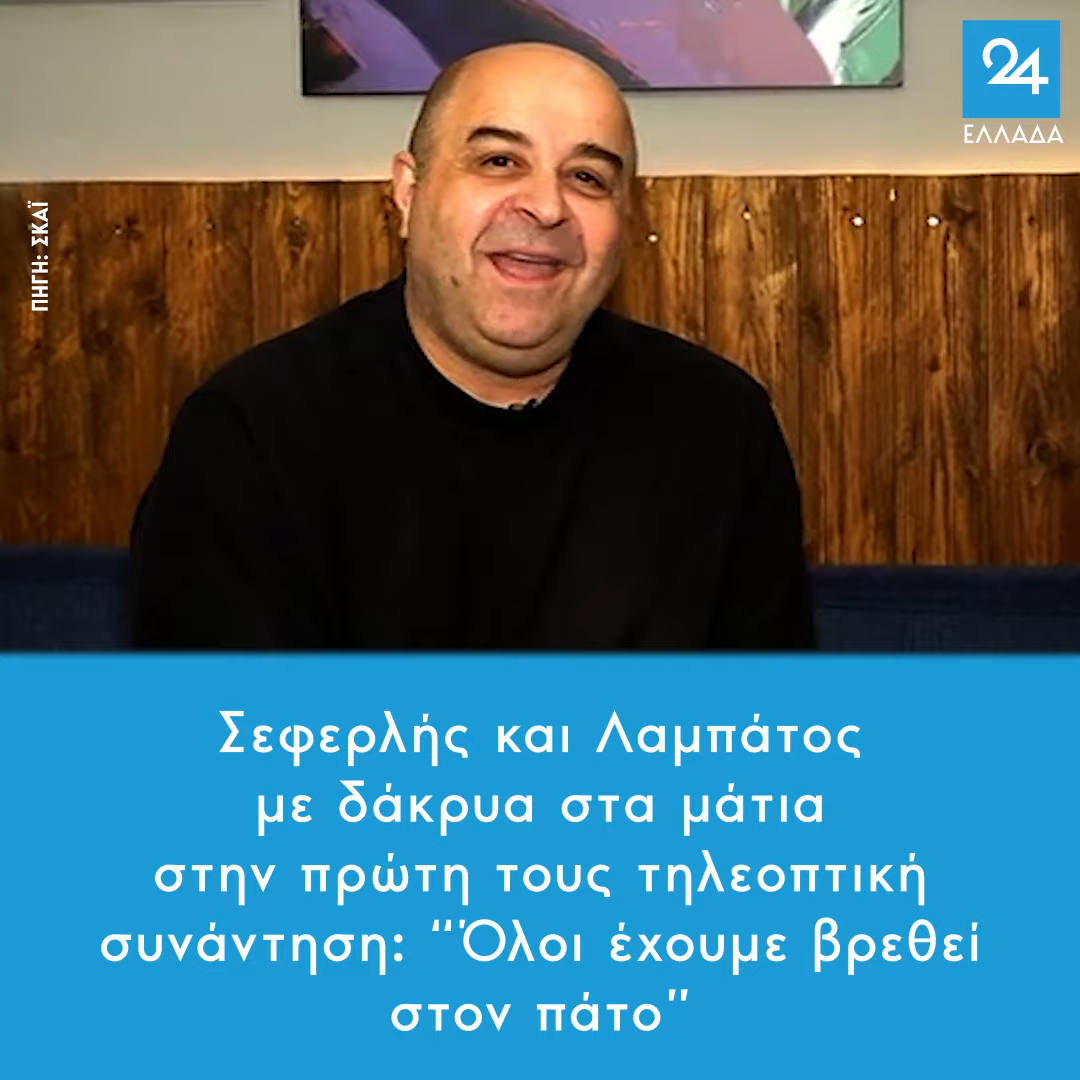 24
ΕΛΛΑΔΑ
ΠΗΓΗ: ΣΚΑΪ
Σεφερλής και Λαμπάτος
με δάκρυα στα μάτια
στην πρώτη τους τηλεοπτική
συνάντηση: “Όλοι έχουμε βρεθεί
στον πάτο”